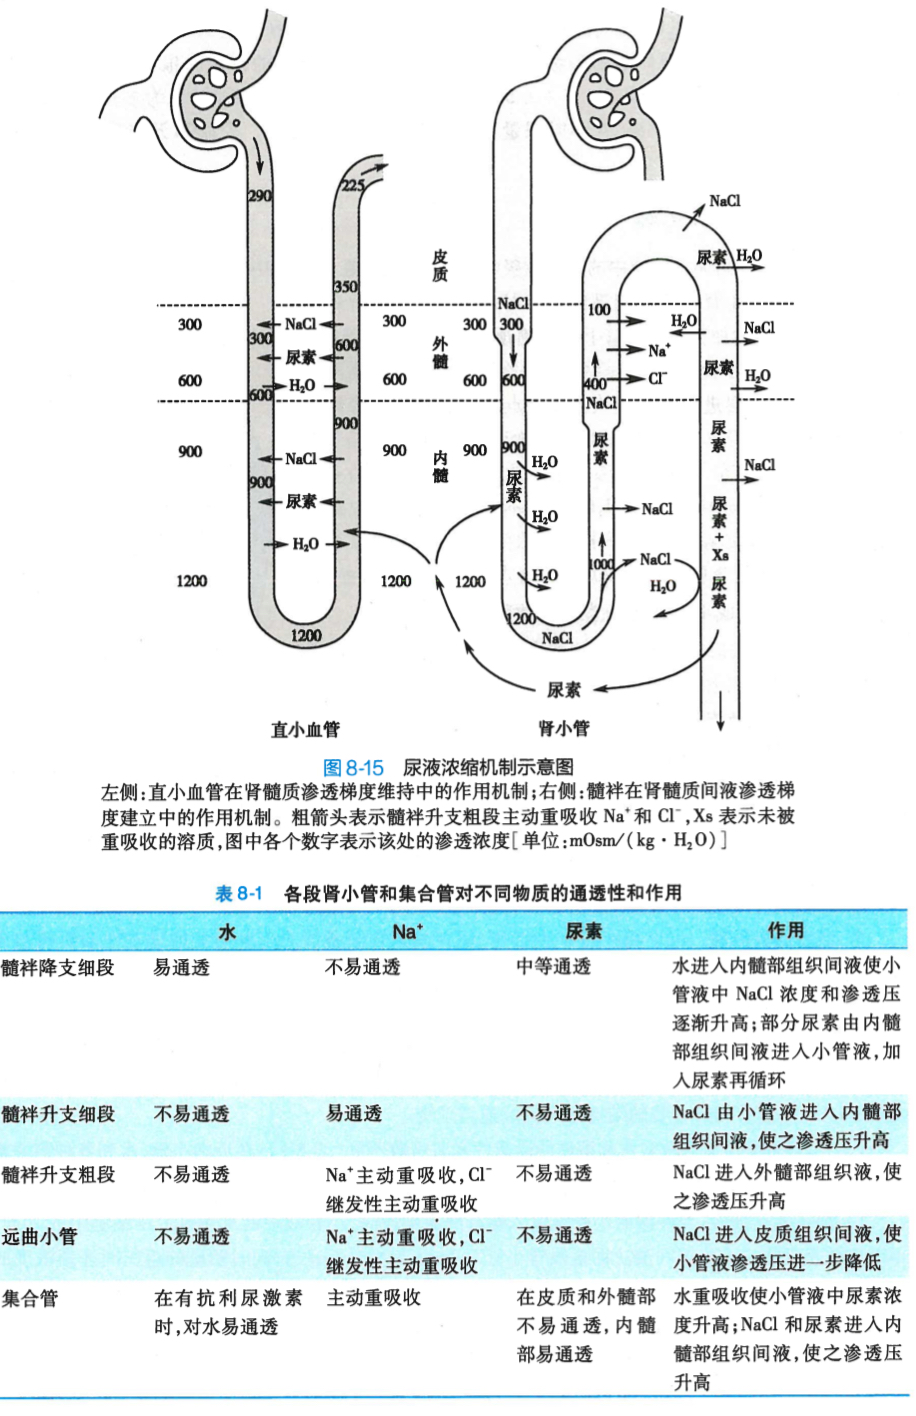 NaCl
225
290
尿素 H₂O
皮质
350
NaCl
100
300
NaCl
300
300
300
300
H₂O
NaCl
300
外髓
600
尿素
Na⁺
尿素
600
H₂O
600
600
600
400
Cl⁻
H₂O
600
NaCl
900
尿素
尿素
900
NaCl
900
内髓
900
900
H₂O
NaCl
900
尿素
尿素
H₂O
NaCl
尿素+Xs
H₂O
1200
1200
1200
H₂O
1000
NaCl
H₂O
尿素
1200
1200
NaCl
尿素
直小血管
肾小管
图8-15 尿液浓缩机制示意图
左侧:直小血管在肾髓质渗透梯度维持中的作用机制;右侧:髓袢在肾髓质间液渗透梯
度建立中的作用机制。粗箭头表示髓袢升支粗段主动重吸收 Na⁺和 Cl⁻,Xs 表示未被
重吸收的溶质,图中各个数字表示该处的渗透浓度[单位:mOsm/(kg·H₂O)]
表 8-1 各段肾小管和集合管对不同物质的通透性和作用
水 Na⁺ 尿素 作用
髓袢降支细段 易通透 不易通透 中等通透 水进入内髓部组织间液使小
管液中 NaCl 浓度和渗透压
逐渐升高;部分尿素由内髓
部组织间液进入小管液,加
入尿素再循环
髓袢升支细段 不易通透 易通透 不易通透 NaCl 由小管液进入内髓部
组织间液,使之渗透压升高
髓袢升支粗段 不易通透 Na⁺主动重吸收,Cl⁻ 不易通透 NaCl 进入外髓部组织液,使
继发性主动重吸收 之渗透压升高
远曲小管 不易通透 Na⁺主动重吸收,Cl⁻ 不易通透 NaCl 进入皮质组织间液,使
继发性主动重吸收 小管液渗透压进一步降低
集合管 在有抗利尿激素 主动重吸收 在皮质和外髓部 水重吸收使小管液中尿素浓
时,对水易通透 不易通透,内髓 度升高;NaCl 和尿素进入内
部易通透 髓部组织间液,使之渗透压
升高